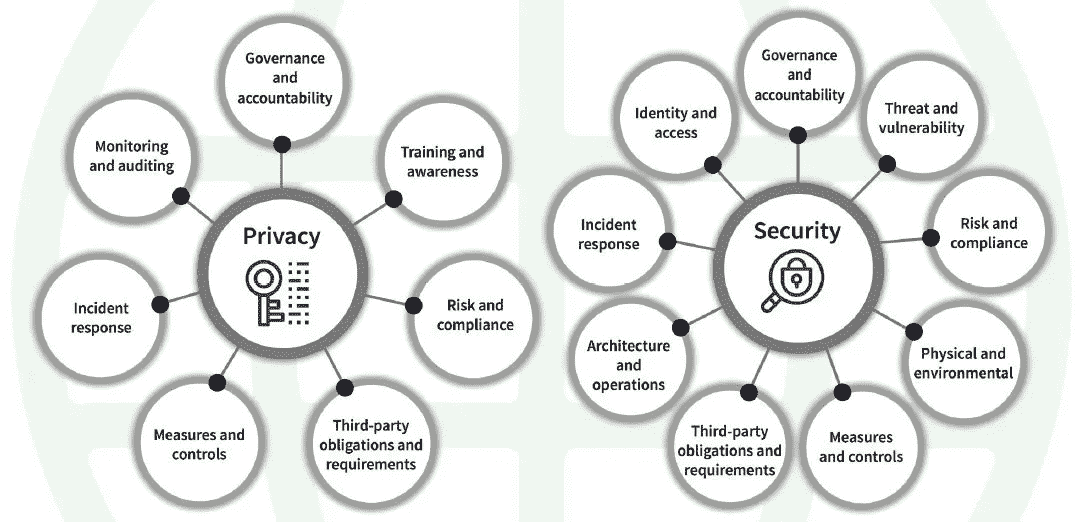 Privacy
Governance
and
accountability
Training and
awareness
Risk and
compliance
Third-party
obligations and
requirements
Measures and
controls
Incident
response
Monitoring
and auditing
Security
Governance
and
accountability
Threat and
vulnerability
Risk and
compliance
Physical and
environmental
Measures
and controls
Third-party
obligations and
requirements
Architecture
and
operations
Incident
response
Identity and
access